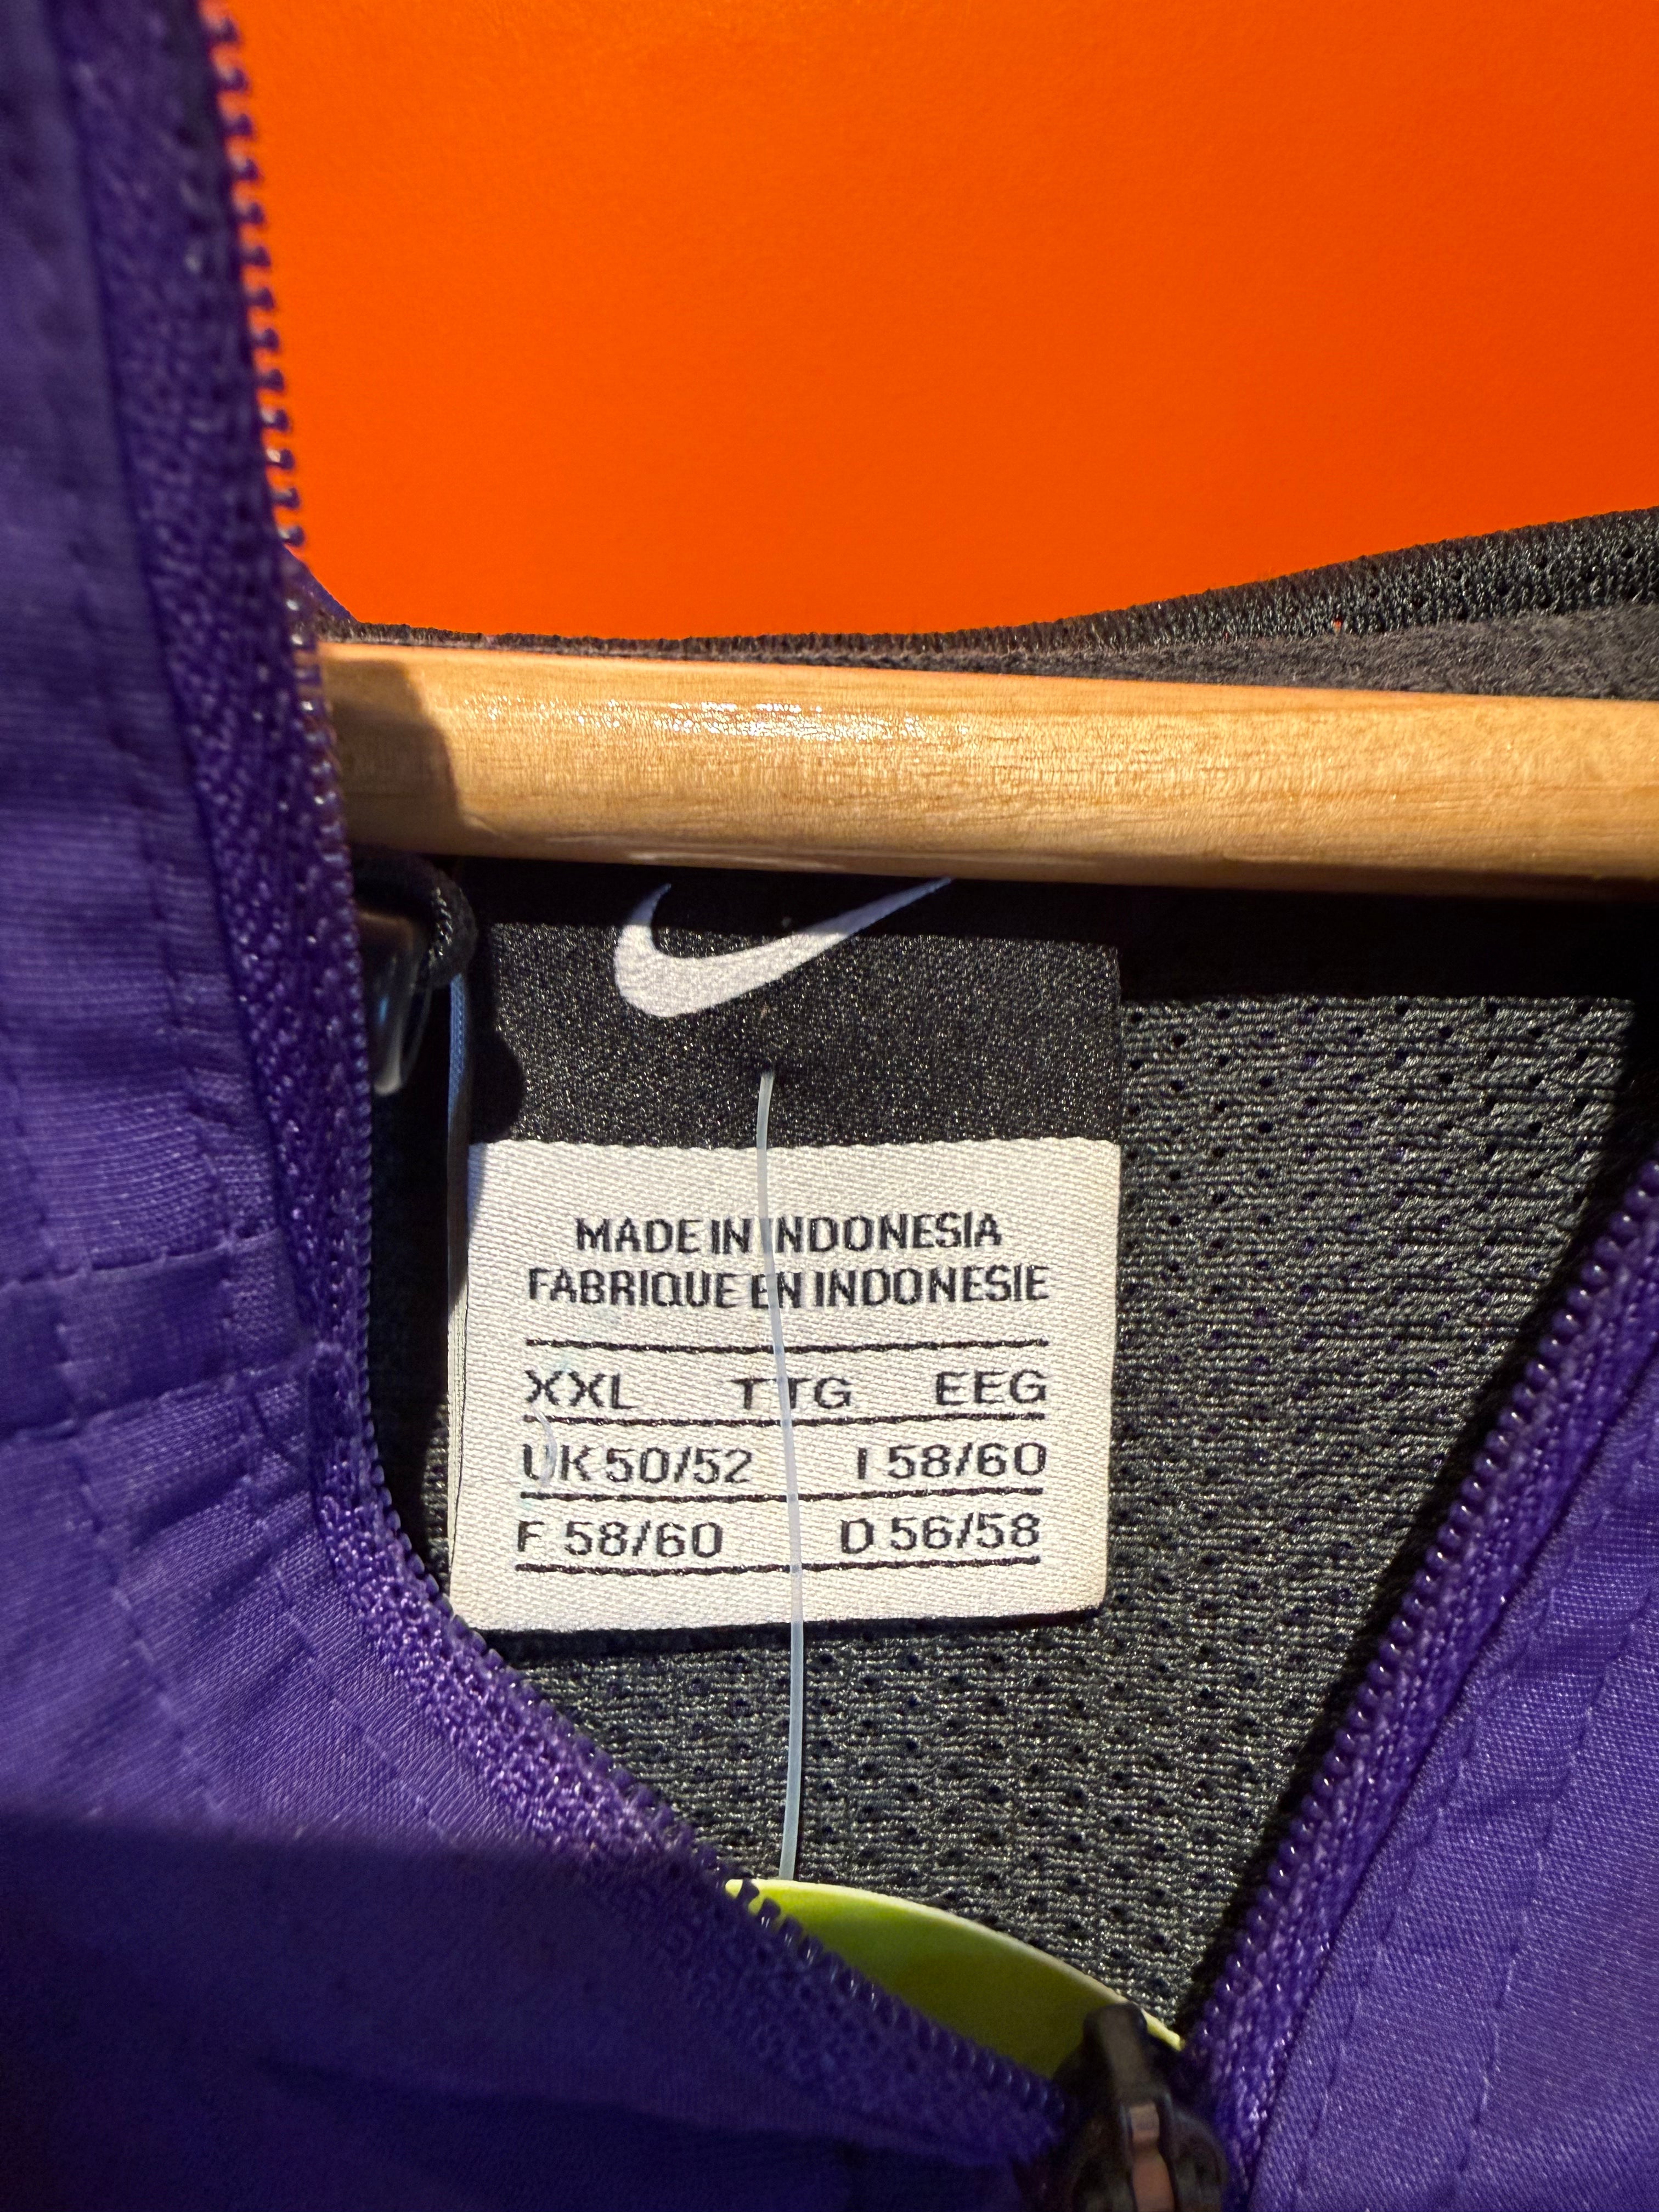 MADE IN INDONESIA
FABRIQUE EN INDONESIE
XXL TTG EEG
UK 50/52 I 58/60
F 58/60 D 56/58